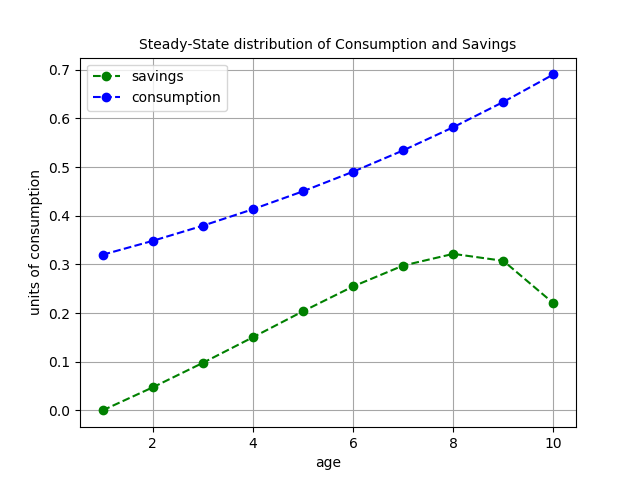 Steady-State distribution of Consumption and Savings
savings
consumption
0.7
0.6
0.5
0.4
0.3
0.2
0.1
0.0
units of consumption
2 4 6 8 10
age